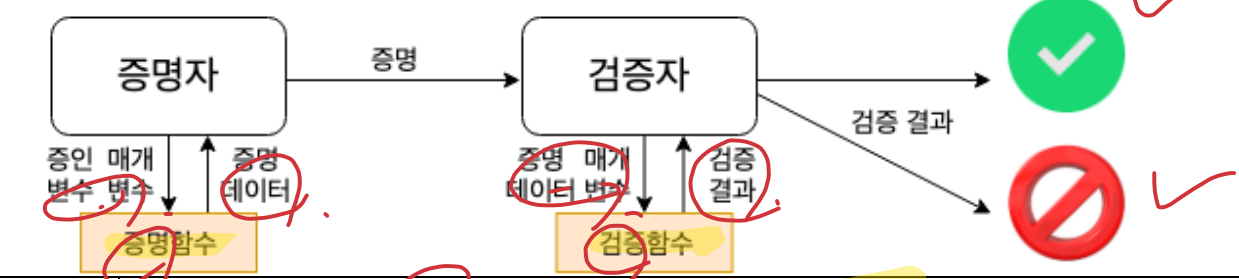 증명자
증명
검증자
검증 결과
증인 매개
변수 변수
증명
데이터
증명 매개
데이터 변수
검증
결과
증명함수
검증함수